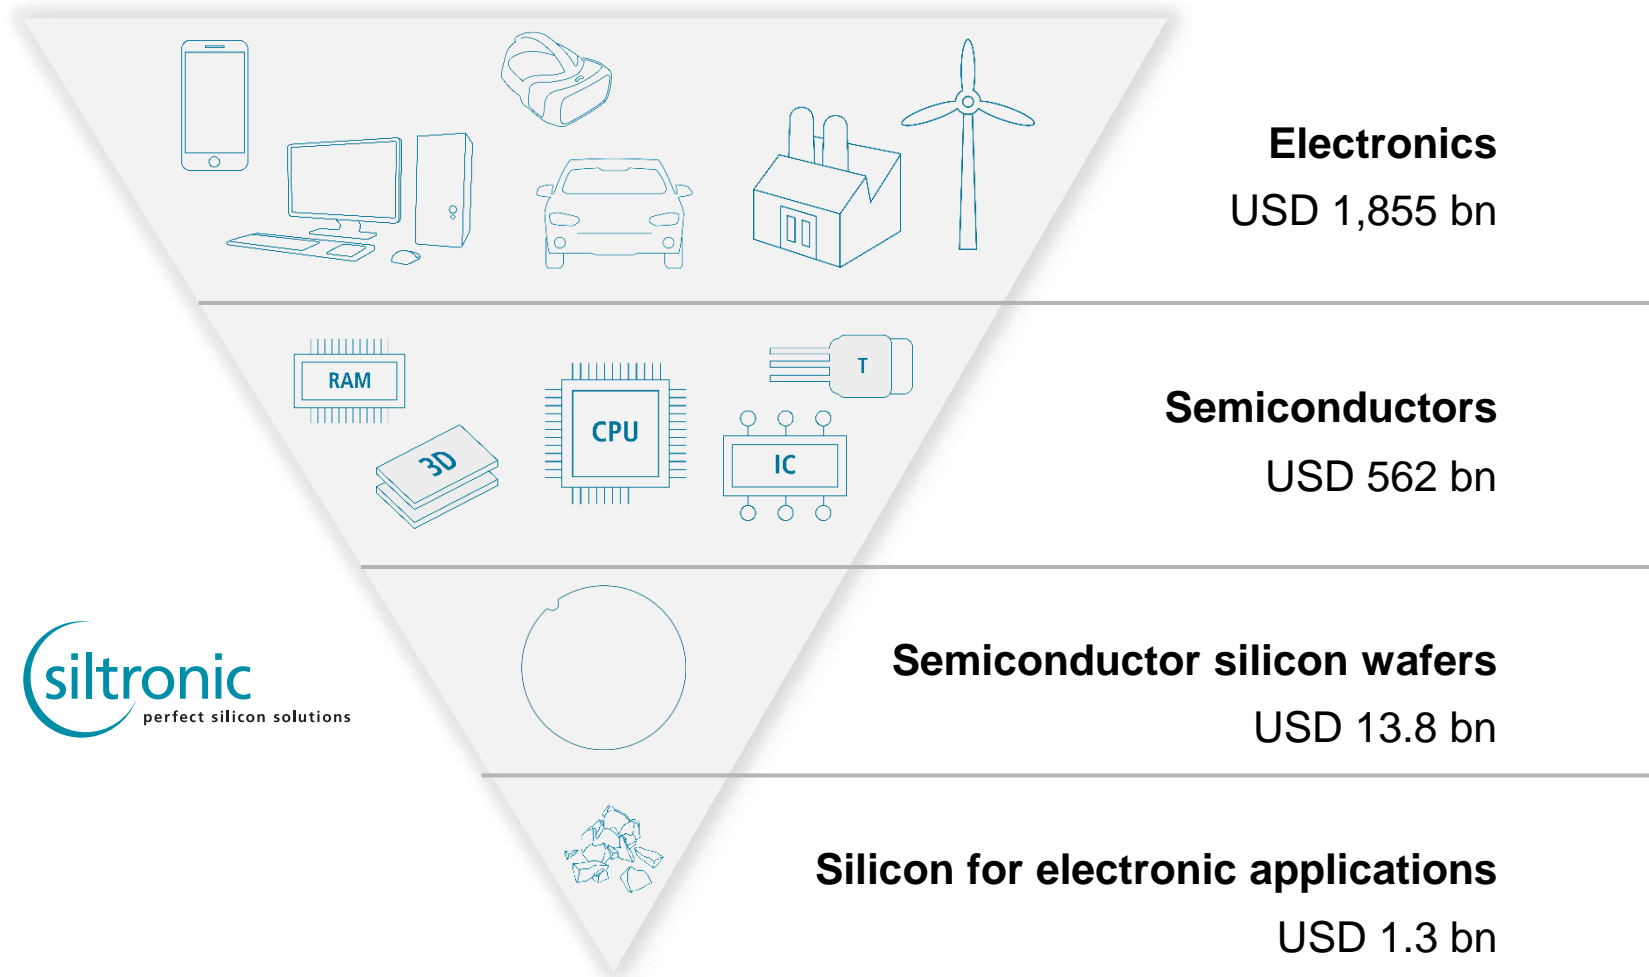 Electronics
USD 1,855 bn
RAM
T
3D
CPU
IC
Semiconductors
USD 562 bn
siltronic
perfect silicon solutions
Semiconductor silicon wafers
USD 13.8 bn
Silicon for electronic applications
USD 1.3 bn